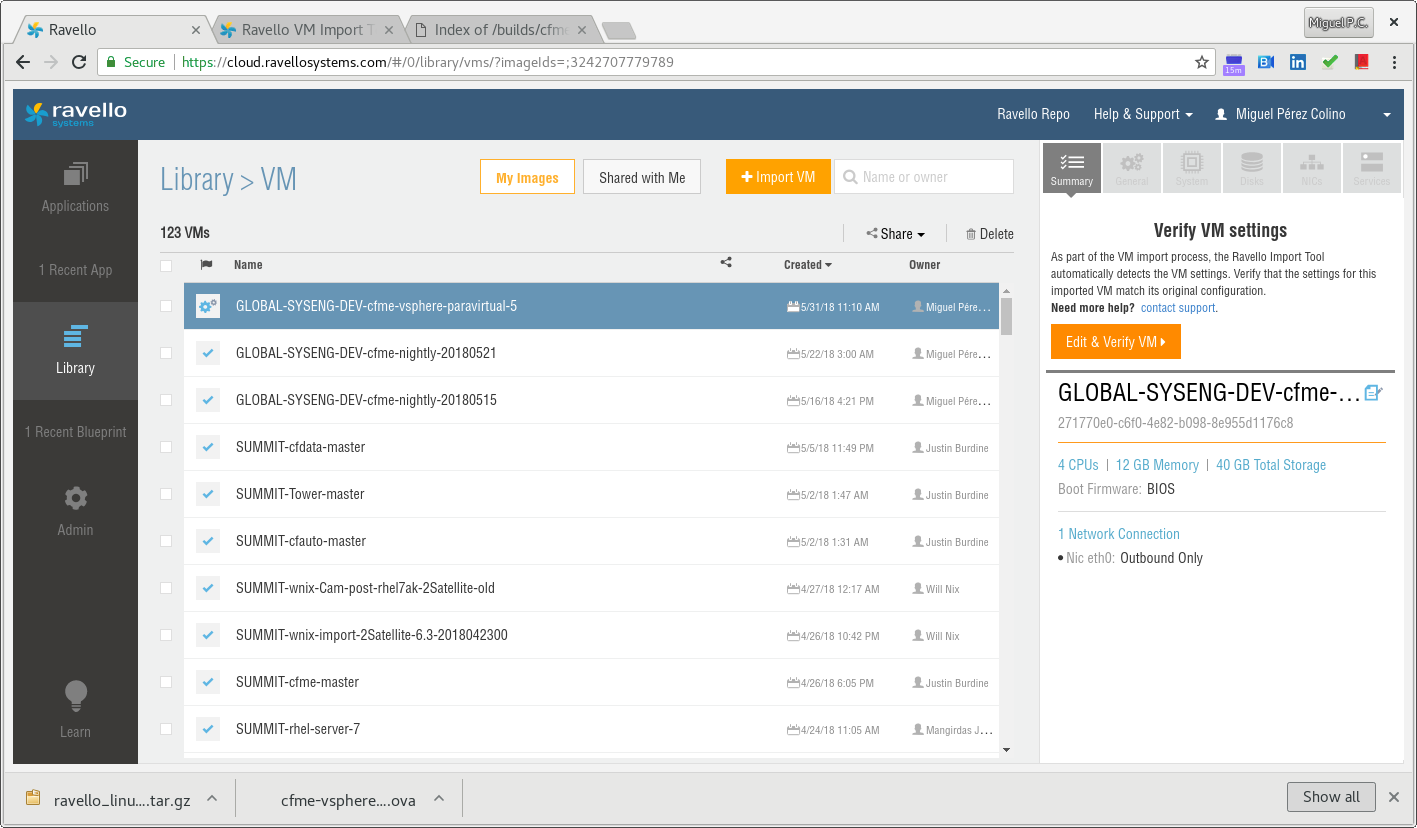 Ravello
Ravello VM Import T
Index of /builds/cfme
Miguel P.C.
Secure
https://cloud.ravellosystems.com/#/0/library/vms/?imageIds=;3242707779789
15m
ravello
systems
Ravello Repo
Help & Support
Miguel Pérez Colino
Applications
1 Recent App
Library
1 Recent Blueprint
Admin
Learn
Library > VM
My Images
Shared with Me
+ Import VM
Name or owner
123 VMs
Share
Delete
Name
Created
Owner
GLOBAL-SYSENG-DEV-cfme-vsphere-paravirtual-5 5/31/18 11:10 AM Miguel Pére...
GLOBAL-SYSENG-DEV-cfme-nightly-20180521 5/22/18 3:00 AM Miguel Pére...
GLOBAL-SYSENG-DEV-cfme-nightly-20180515 5/16/18 4:21 PM Miguel Pére...
SUMMIT-cfdata-master 5/5/18 11:49 PM Justin Burdine
SUMMIT-Tower-master 5/2/18 1:47 AM Justin Burdine
SUMMIT-cfauto-master 5/2/18 1:31 AM Justin Burdine
SUMMIT-wnix-Cam-post-rhel7ak-2Satellite-old 4/27/18 12:17 AM Will Nix
SUMMIT-wnix-import-2Satellite-6.3-2018042300 4/26/18 10:42 PM Will Nix
SUMMIT-cfme-master 4/26/18 6:05 PM Justin Burdine
SUMMIT-rhel-server-7 4/24/18 11:05 AM Mangirdas J...
Summary
General
System
Disks
NICs
Services
Verify VM settings
As part of the VM import process, the Ravello Import Tool
automatically detects the VM settings. Verify that the settings for this
imported VM match its original configuration.
Need more help? contact support.
Edit & Verify VM
GLOBAL-SYSENG-DEV-cfme-...
271770e0-c6f0-4e82-b098-8e955d1176c8
4 CPUs | 12 GB Memory | 40 GB Total Storage
Boot Firmware: BIOS
1 Network Connection
• Nic eth0: Outbound Only
ravello_linu....tar.gz
cfme-vsphere....ova
Show all